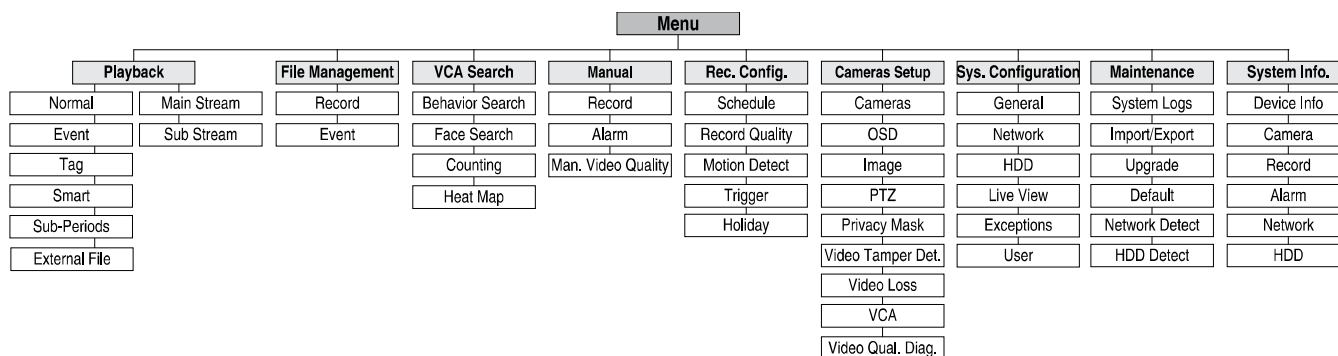 Menu
Playback
Normal
Event
Tag
Smart
Sub-Periods
External File
Main Stream
Sub Stream
File Management
Record
Event
VCA Search
Behavior Search
Face Search
Counting
Heat Map
Manual
Record
Alarm
Man. Video Quality
Rec. Config.
Schedule
Record Quality
Motion Detect
Trigger
Holiday
Cameras Setup
Cameras
OSD
Image
PTZ
Privacy Mask
Video Tamper Det.
Video Loss
VCA
Video Qual. Diag.
Sys. Configuration
General
Network
HDD
Live View
Exceptions
User
Maintenance
System Logs
Import/Export
Upgrade
Default
Network Detect
HDD Detect
System Info.
Device Info
Camera
Record
Alarm
Network
HDD